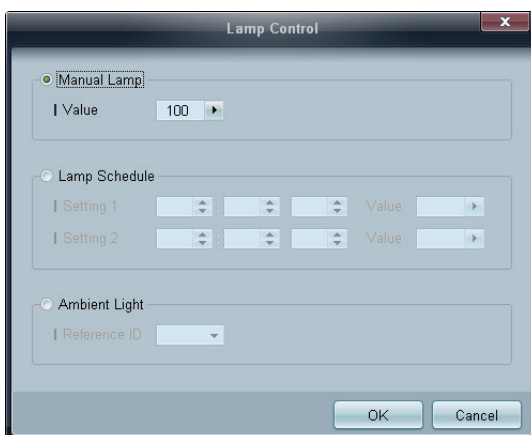 Lamp Control
x
Manual Lamp
Value 100
Lamp Schedule
Setting 1 : Value
Setting 2 : Value
Ambient Light
Reference ID
OK Cancel